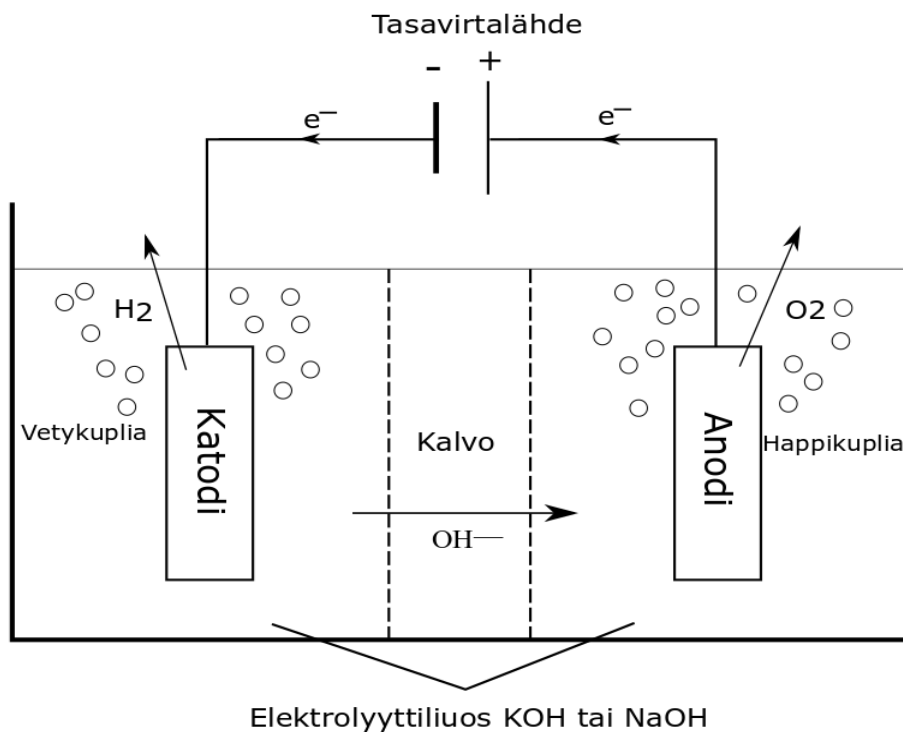 Tasavirtalähde
- +
e− e−
H2 O2
Katodi
Anodi
Vetykuplia
Kalvo
Happikuplia
OH—
Elektrolyyttiliuos KOH tai NaOH